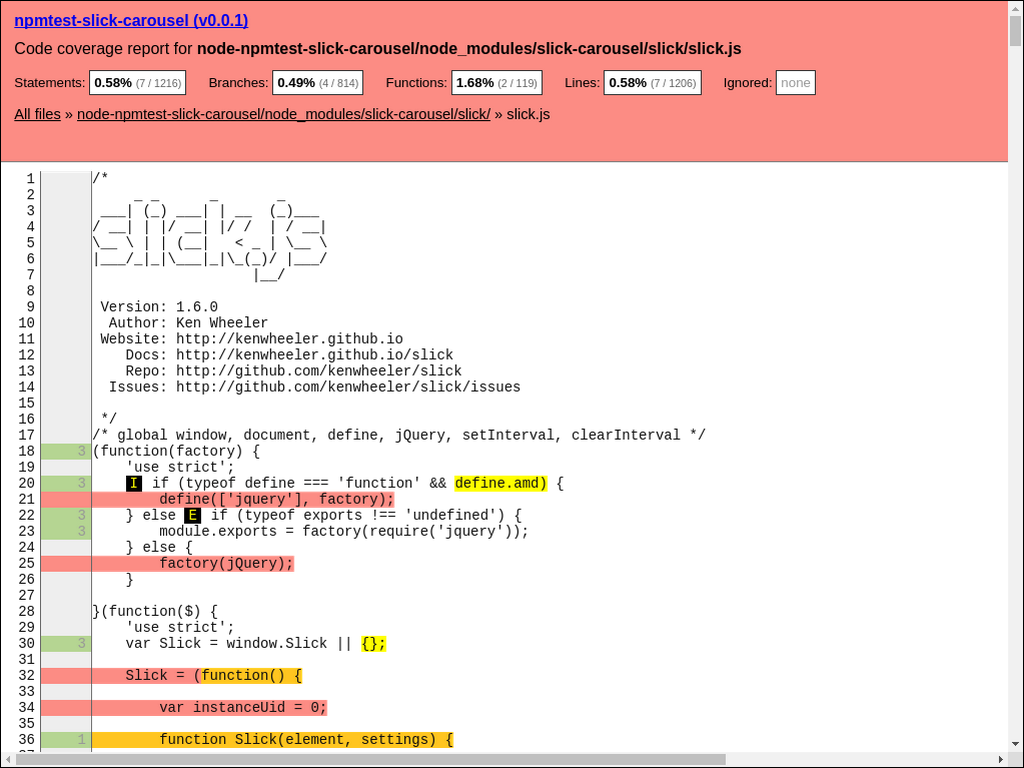 npmtest-slick-carousel (v0.0.1)
Code coverage report for node-npmtest-slick-carousel/node_modules/slick-carousel/slick/slick.js
Statements: 0.58% (7 / 1216) Branches: 0.49% (4 / 814) Functions: 1.68% (2 / 119) Lines: 0.58% (7 / 1206) Ignored: none
All files » node-npmtest-slick-carousel/node_modules/slick-carousel/slick/ » slick.js
1 /*
2      _ _      _       _
3  ___| (_) ___| | __  (_)___
4 / __| | |/ __| |/ /  | / __|
5 \__ \ | | (__|   < _ | \__ \
6 |___/_|_|\___|_|\_(_)/ |___/
7                    |__/
8
9  Version: 1.6.0
10   Author: Ken Wheeler
11  Website: http://kenwheeler.github.io
12     Docs: http://kenwheeler.github.io/slick
13     Repo: http://github.com/kenwheeler/slick
14   Issues: http://github.com/kenwheeler/slick/issues
15
16  */
17 /* global window, document, define, jQuery, setInterval, clearInterval */
18 3 (function(factory) {
19     'use strict';
20 3     I if (typeof define === 'function' && define.amd) {
21         define(['jquery'], factory);
22 3     } else E if (typeof exports !== 'undefined') {
23 3         module.exports = factory(require('jquery'));
24     } else {
25         factory(jQuery);
26     }
27
28 }(function($) {
29     'use strict';
30 3     var Slick = window.Slick || {};
31
32     Slick = (function() {
33
34         var instanceUid = 0;
35
36 1         function Slick(element, settings) {